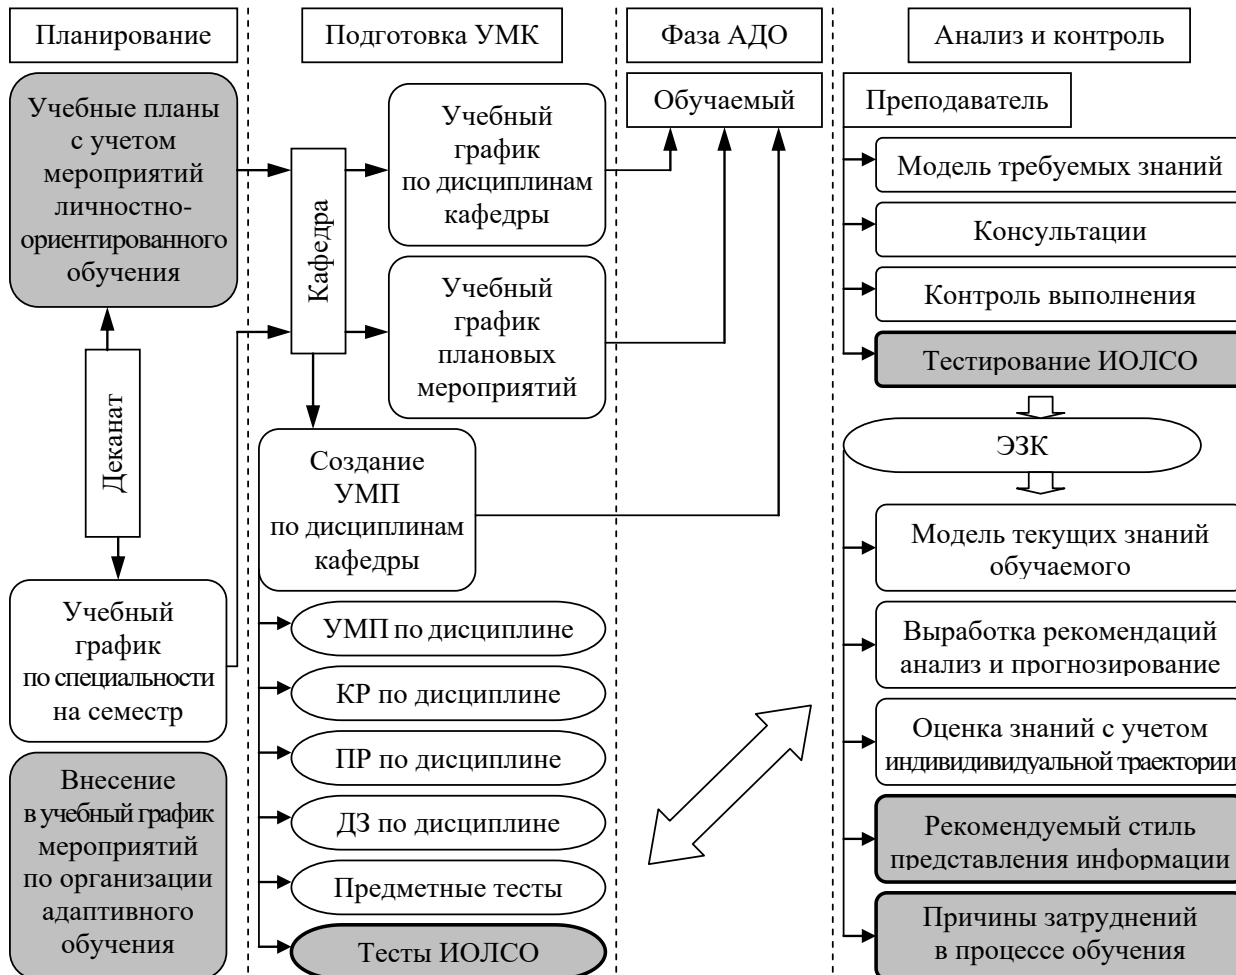 Планирование
Подготовка УМК
Фаза АДО
Анализ и контроль
Учебные планы
с учетом
мероприятий
личностно-
ориентированного
обучения
Деканат
Учебный
график
по специальности
на семестр
Внесение
в учебный график
мероприятий
по организации
адаптивного
обучения
Кафедра
Учебный
график
по дисциплинам
кафедры
Учебный
график
плановых
мероприятий
Создание
УМП
по дисциплинам
кафедры
УМП по дисциплине
КР по дисциплине
ПР по дисциплине
ДЗ по дисциплине
Предметные тесты
Тесты ИОЛСО
Обучаемый
Преподаватель
Модель требуемых знаний
Консультации
Контроль выполнения
Тестирование ИОЛСО
ЭЗК
Модель текущих знаний
обучаемого
Выработка рекомендаций
анализ и прогнозирование
Оценка знаний с учетом
индивидивидуальной траектории
Рекомендуемый стиль
представления информации
Причины затруднений
в процессе обучения